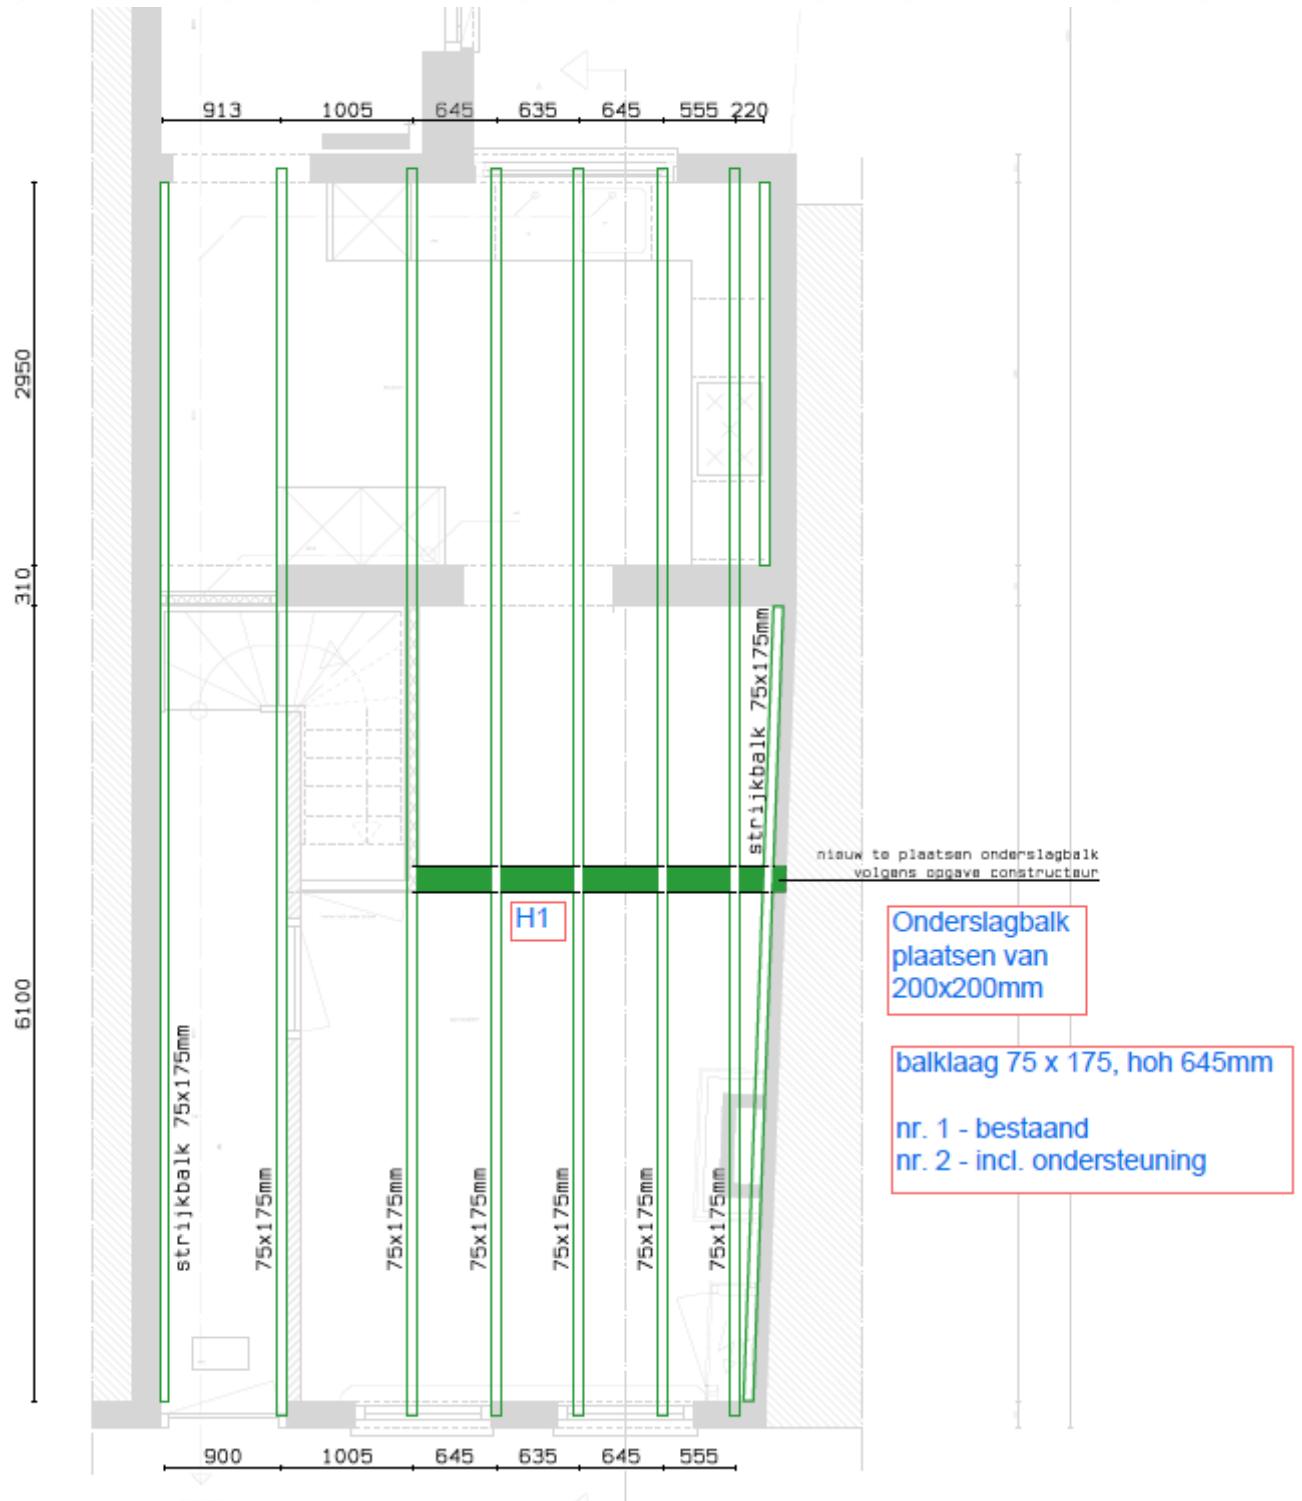 913 1005 645 635 645 555 220
2950
310
6100
strijkbalk 75x175mm
nieuw te plaatsen onderslagbalk
volgens opgave constructeur
H1
Onderslagbalk
plaatsen van
200x200mm
balklaag 75 x 175, hoh 645mm
nr. 1 - bestaand
nr. 2 - incl. ondersteuning
strijkbalk 75x175mm
75x175mm
75x175mm
75x175mm
75x175mm
75x175mm
75x175mm
900 1005 645 635 645 555